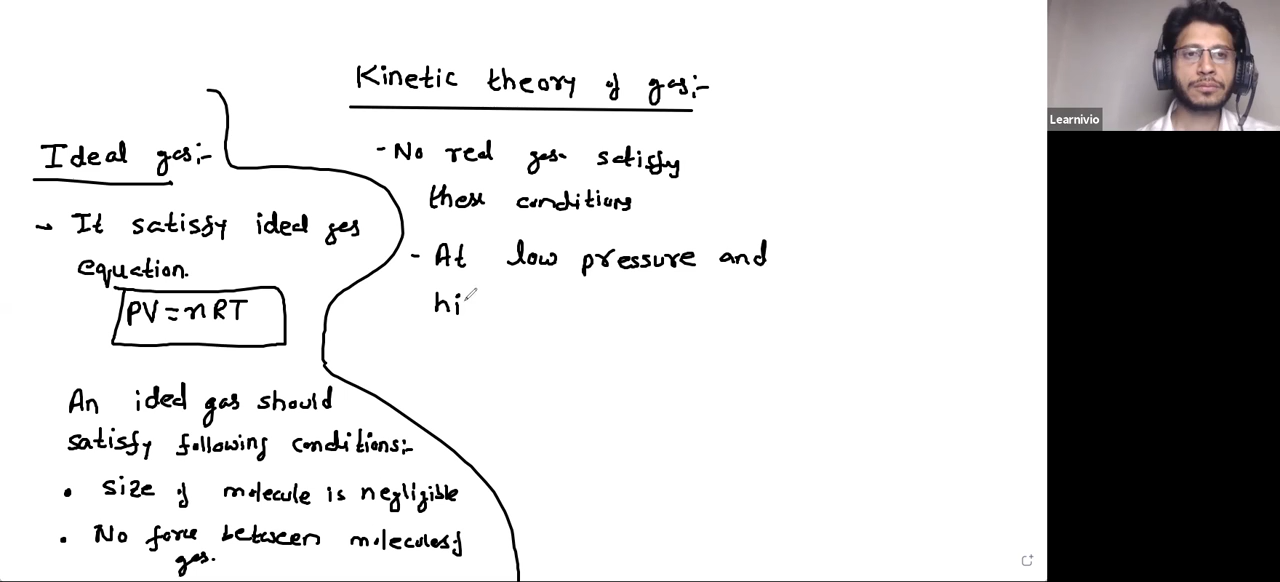 Kinetic theory of gas:-
Ideal gas:-
→ It satisfy ideal gas
equation.
PV = nRT
An ideal gas should
satisfy following conditions:-
• Size of molecule is negligible
• No force between molecules of
gas.
- No real gas satisfy
these conditions
- At low pressure and
hi
Learnivio